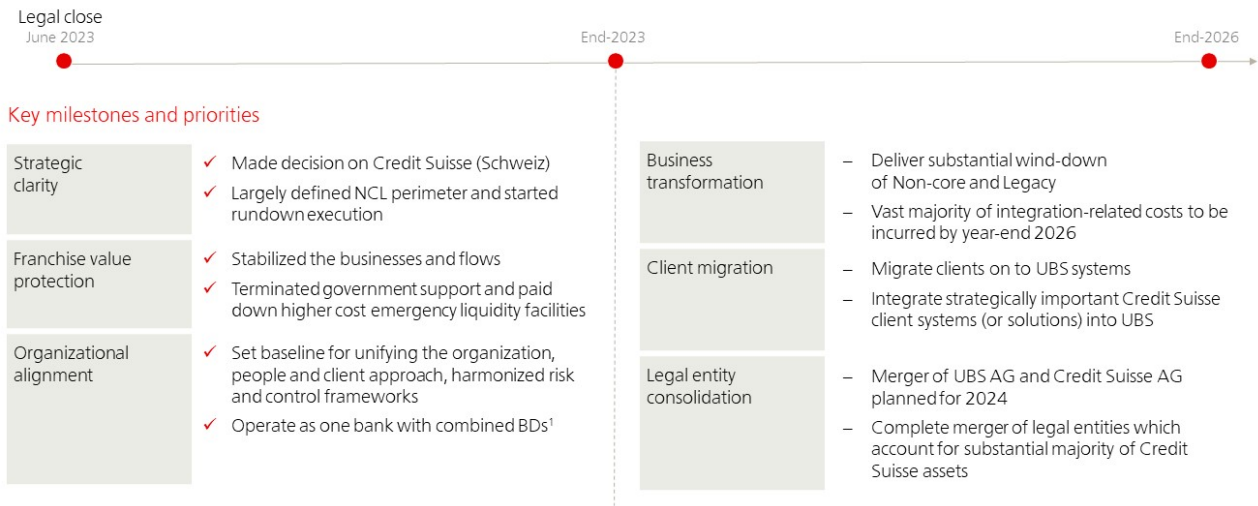 Legal close
June 2023
End-2023
End-2026
Key milestones and priorities
Strategic
clarity
✓ Made decision on Credit Suisse (Schweiz)
✓ Largely defined NCL perimeter and started
rundown execution
Franchise value
protection
✓ Stabilized the businesses and flows
✓ Terminated government support and paid
down higher cost emergency liquidity facilities
Organizational
alignment
✓ Set baseline for unifying the organization,
people and client approach, harmonized risk
and control frameworks
✓ Operate as one bank with combined BDs¹
Business
transformation
– Deliver substantial wind-down
of Non-core and Legacy
– Vast majority of integration-related costs to be
incurred by year-end 2026
Client migration
– Migrate clients on to UBS systems
– Integrate strategically important Credit Suisse
client systems (or solutions) into UBS
Legal entity
consolidation
– Merger of UBS AG and Credit Suisse AG
planned for 2024
– Complete merger of legal entities which
account for substantial majority of Credit
Suisse assets